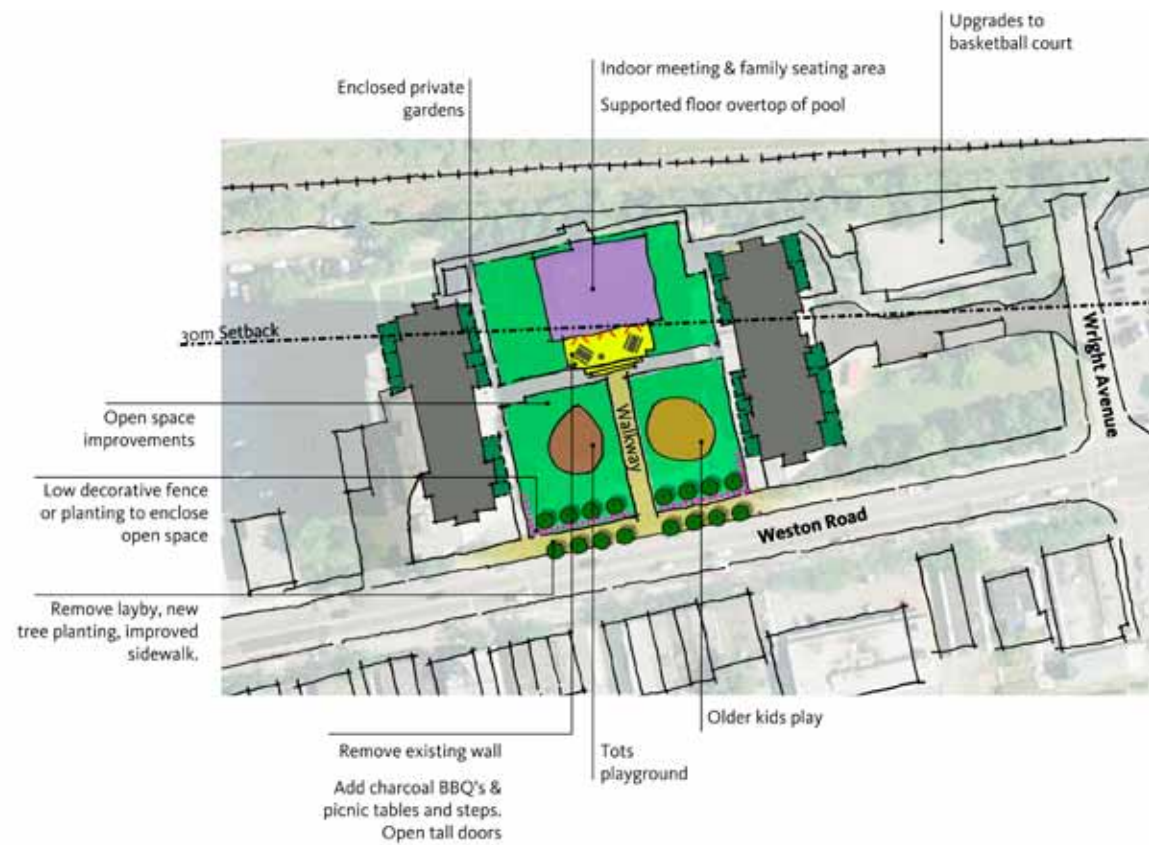 Upgrades to
basketball court
Indoor meeting & family seating area
Supported floor overtop of pool
Enclosed private
gardens
30m Setback
Wright Avenue
Open space
improvements
Walkway
Low decorative fence
or planting to enclose
open space
Weston Road
Remove layby, new
tree planting, improved
sidewalk.
Older kids play
Remove existing wall
Add charcoal BBQ's &
picnic tables and steps.
Open tall doors
Tots
playground